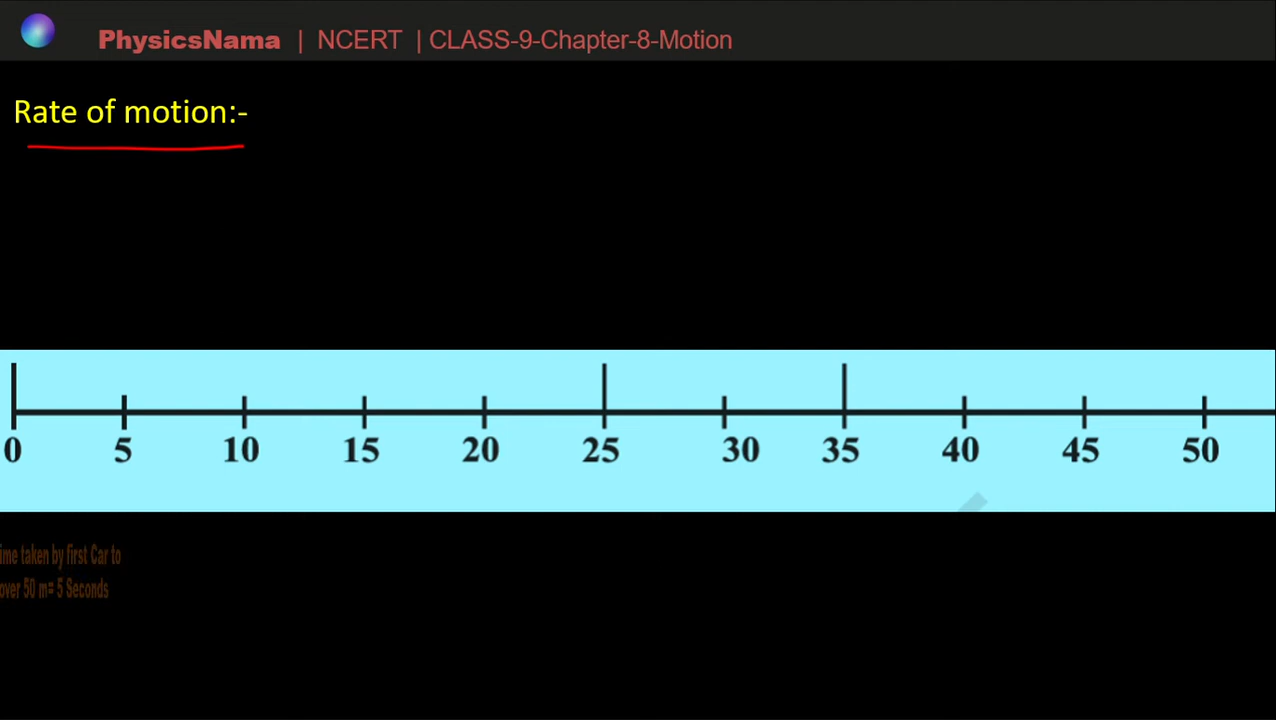 PhysicsNama | NCERT | CLASS-9-Chapter-8-Motion
Rate of motion:-
0 5 10 15 20 25 30 35 40 45 50
ime taken by first Car to
over 50 m= 5 Seconds